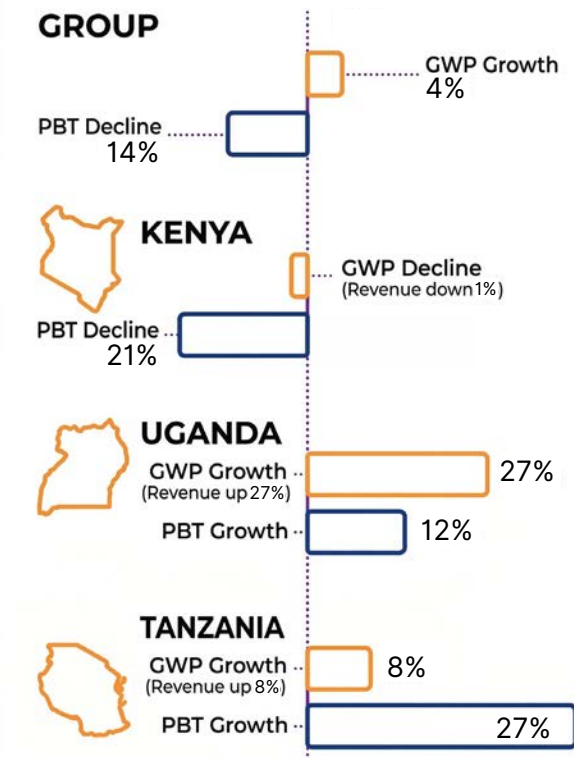 GROUP
GWP Growth
4%
PBT Decline
14%
KENYA
GWP Decline
(Revenue down 1%)
PBT Decline
21%
UGANDA
GWP Growth
27%
(Revenue up 27%)
PBT Growth
12%
TANZANIA
GWP Growth
8%
(Revenue up 8%)
PBT Growth
27%